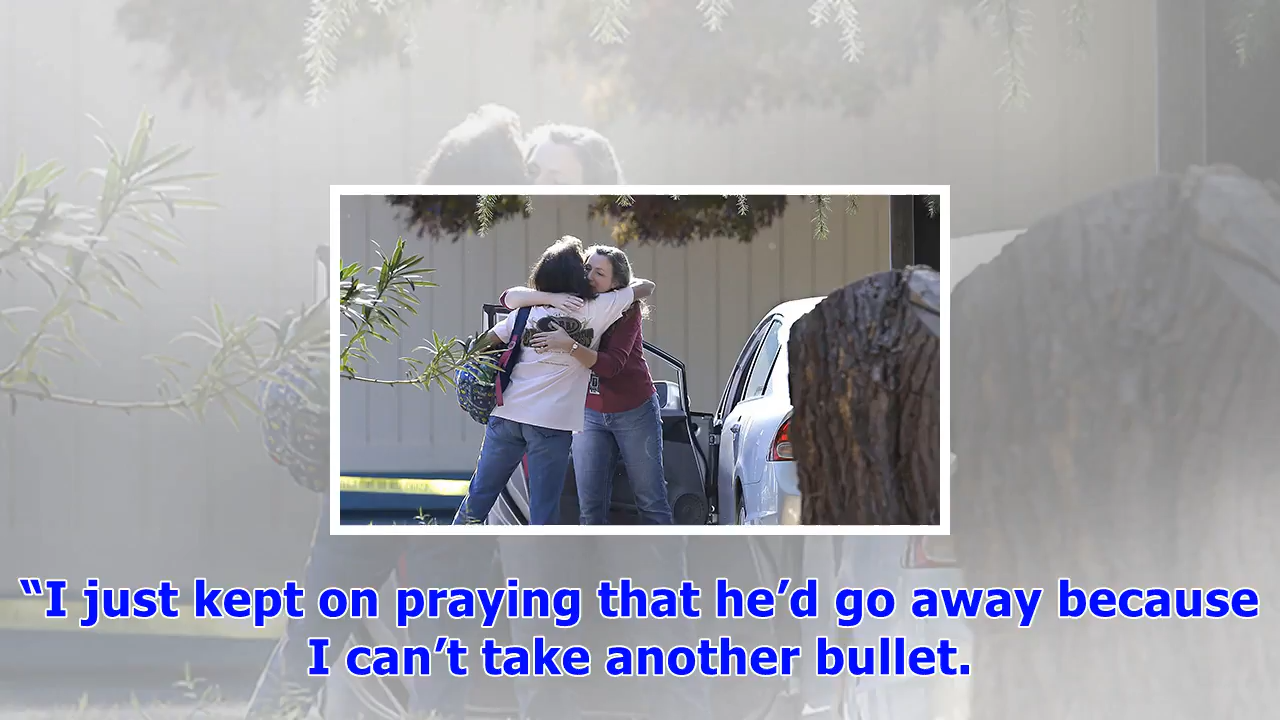 “I just kept on praying that he’d go away because
I can’t take another bullet.